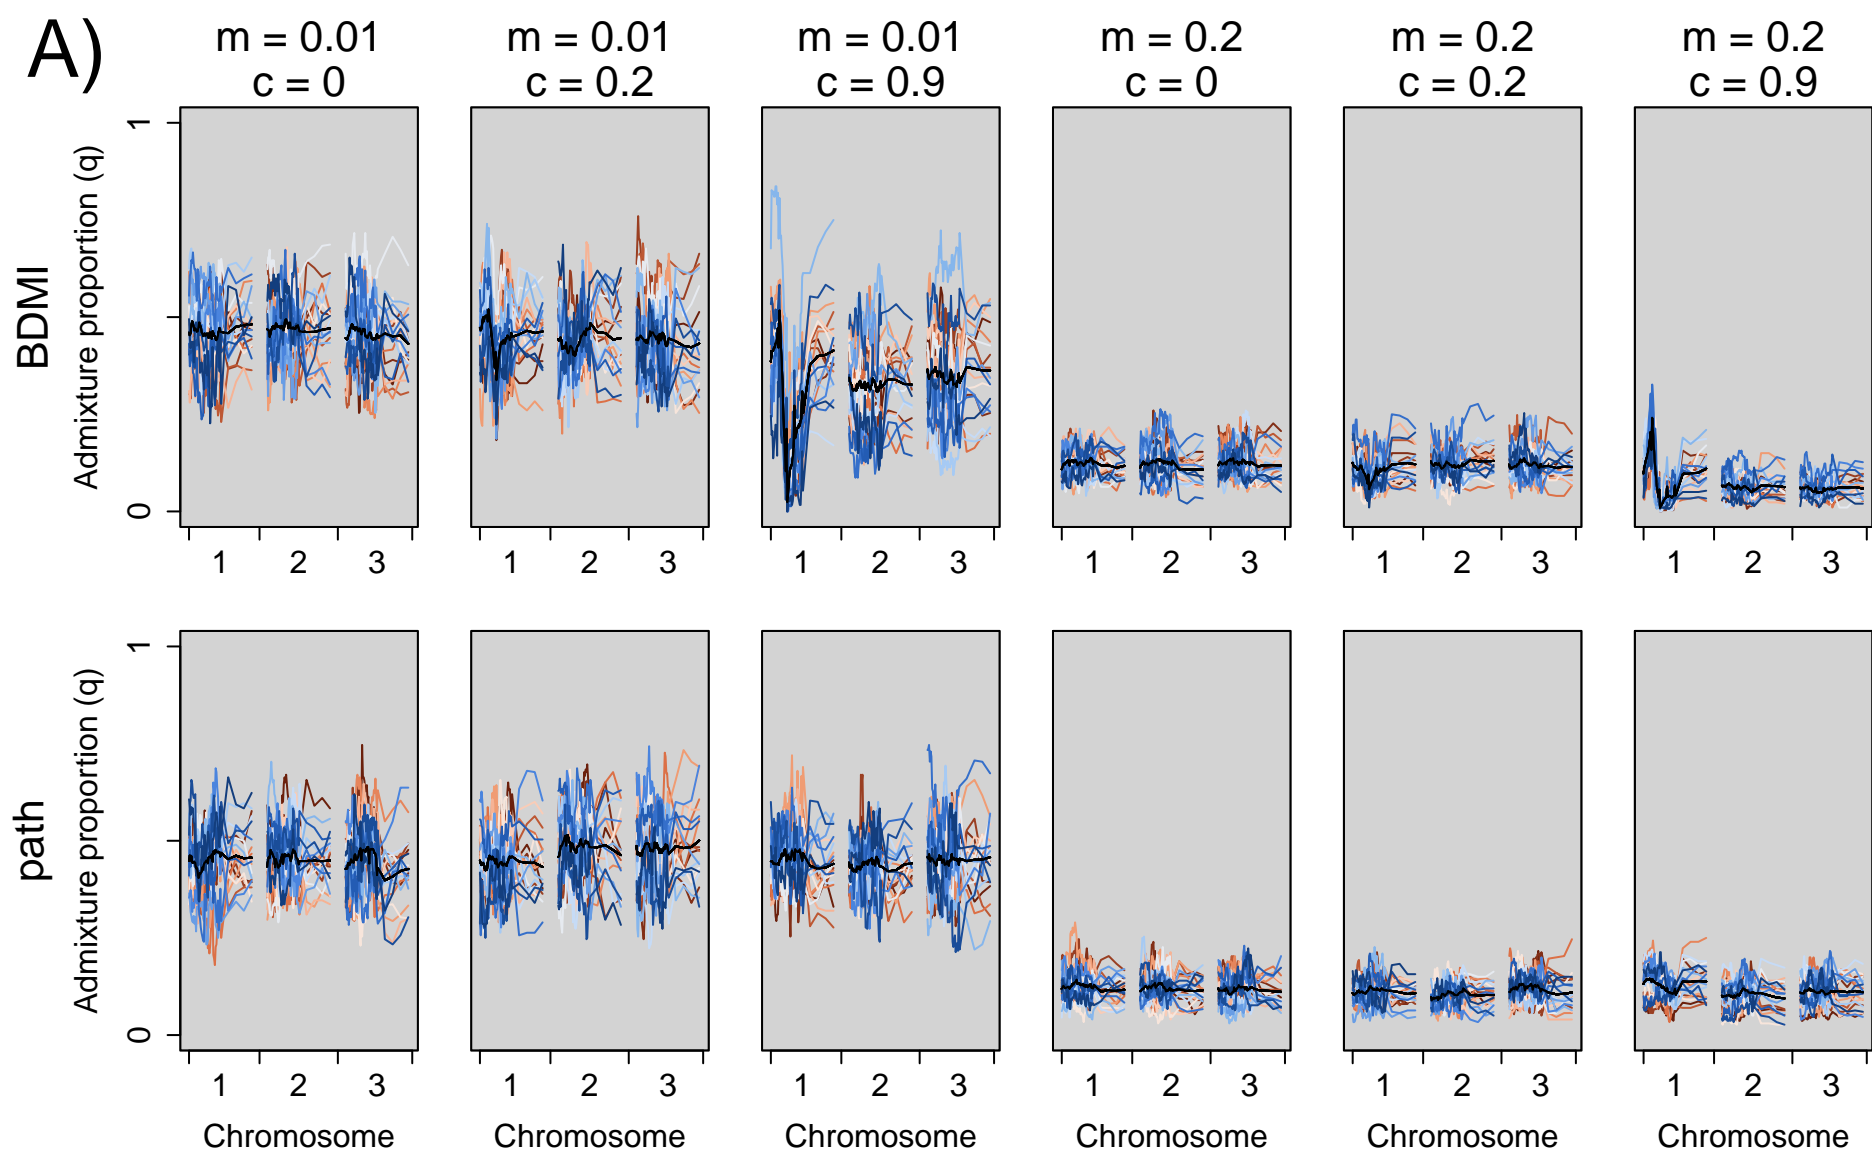 A)
m = 0.01
c = 0
m = 0.01
c = 0.2
m = 0.01
c = 0.9
m = 0.2
c = 0
m = 0.2
c = 0.2
m = 0.2
c = 0.9
BDMI
Admixture proportion (q)
1
0
1 2 3
1 2 3
1 2 3
1 2 3
1 2 3
1 2 3
path
Admixture proportion (q)
1
0
1 2 3
1 2 3
1 2 3
1 2 3
1 2 3
1 2 3
Chromosome
Chromosome
Chromosome
Chromosome
Chromosome
Chromosome